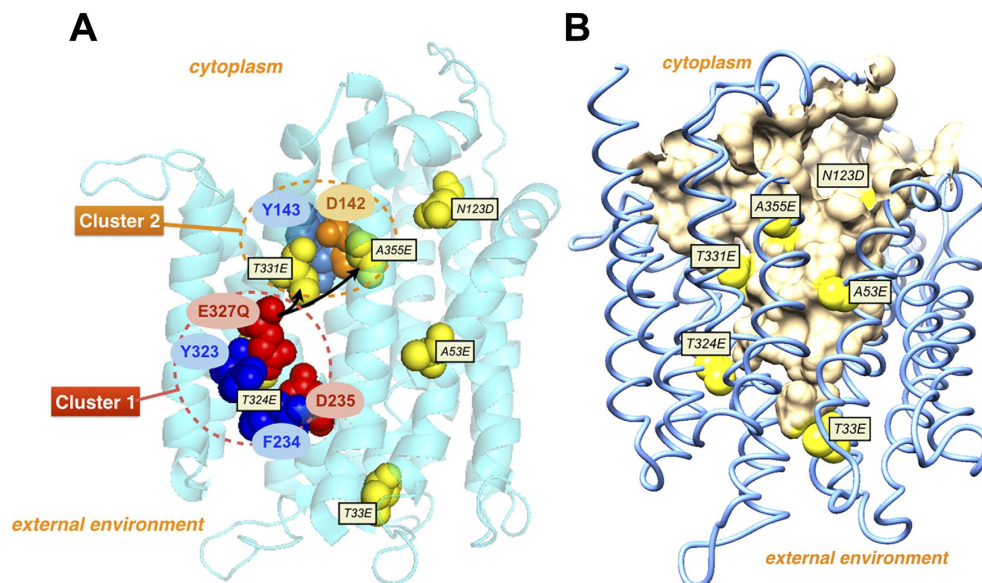 A
cytoplasm
Cluster 2
Y143
D142
N123D
T331E
A355E
E327Q
Y323
A53E
T324E
Cluster 1
D235
F234
T33E
external environment
B
cytoplasm
N123D
A355E
T331E
A53E
T324E
T33E
external environment